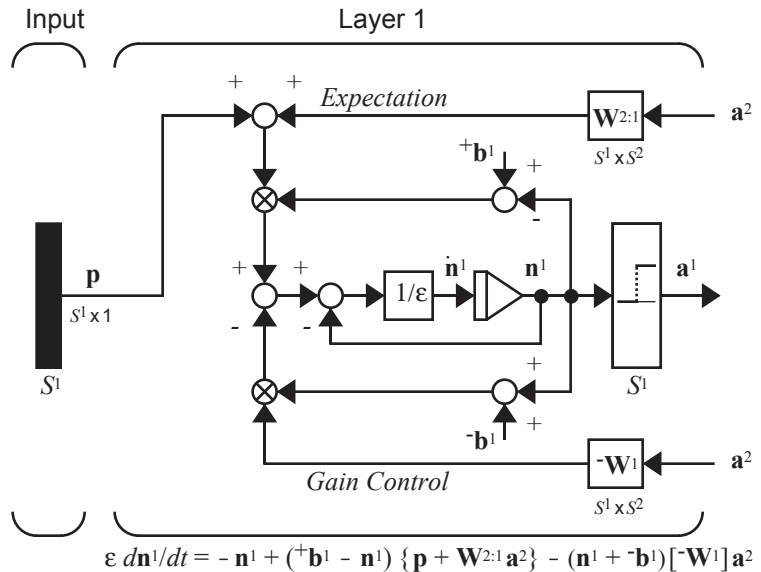 Input Layer 1
+ + Expectation W²:¹ a²
S¹ x S²
⁺b¹ +
-
p + + ṅ¹ n¹ a¹
S¹ x 1 1/ε
- -
S¹ S¹
+
⁻b¹ +
Gain Control ⁻W¹ a²
S¹ x S²
ε dn¹/dt = - n¹ + (⁺b¹ - n¹) {p + W²:¹ a²} - (n¹ + ⁻b¹) [⁻W¹] a²